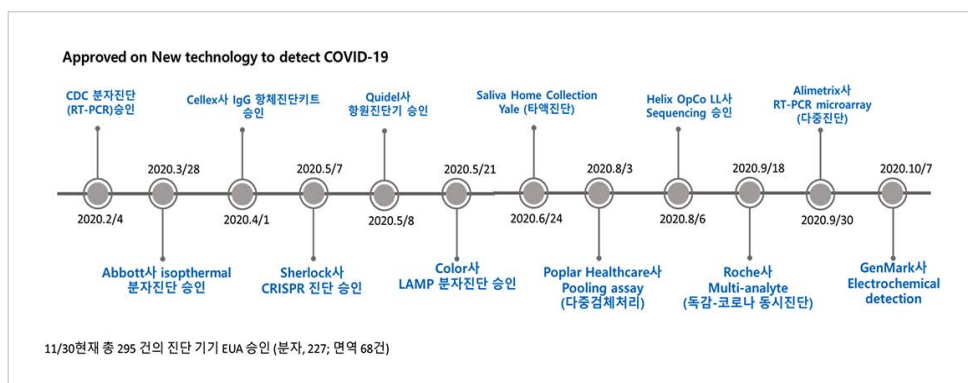 Approved on New technology to detect COVID-19
CDC 분자진단
(RT-PCR)승인
Cellex사 IgG 항체진단키트
승인
Quidel사
항원진단기 승인
Saliva Home Collection
Yale (타액진단)
Helix OpCo LL사
Sequencing 승인
Alimetrix사
RT-PCR microarray
(다중진단)
2020.3/28
2020.5/7
2020.5/21
2020.8/3
2020.9/18
2020.10/7
2020.2/4
2020.4/1
2020.5/8
2020.6/24
2020.8/6
2020.9/30
Abbott사 isopthermal
분자진단 승인
Sherlock사
CRISPR 진단 승인
Color사
LAMP 분자진단 승인
Poplar Healthcare사
Pooling assay
(다중검체처리)
Roche사
Multi-analyte
(독감-코로나 동시진단)
GenMark사
Electrochemical
detection
11/30현재 총 295 건의 진단 기기 EUA 승인 (분자, 227; 면역 68건)